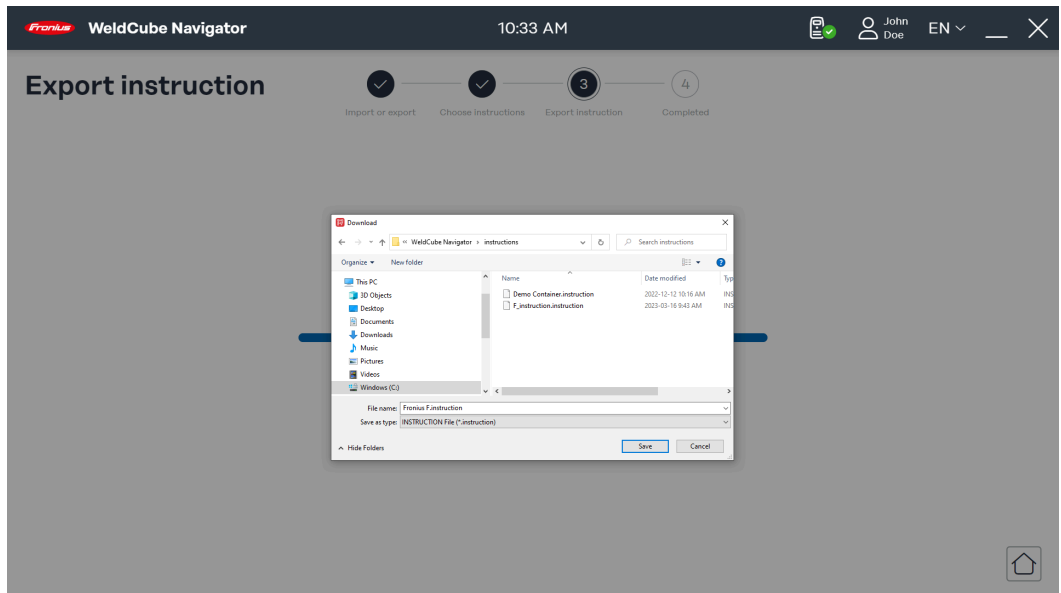 Fronius WeldCube Navigator 10:33 AM John Doe EN
Export instruction
3 4
Import or export Choose instructions Export instruction Completed
Download
« WeldCube Navigator › instructions Search instructions
Organize New folder
This PC Name Date modified Typ
3D Objects Demo Container.instruction 2022-12-12 10:16 AM INS
Desktop F_instruction.instruction 2023-03-16 9:43 AM INS
Documents
Downloads
Music
Pictures
Videos
Windows (C:)
File name: Fronius F.instruction
Save as type: INSTRUCTION File (*.instruction)
Hide Folders Save Cancel